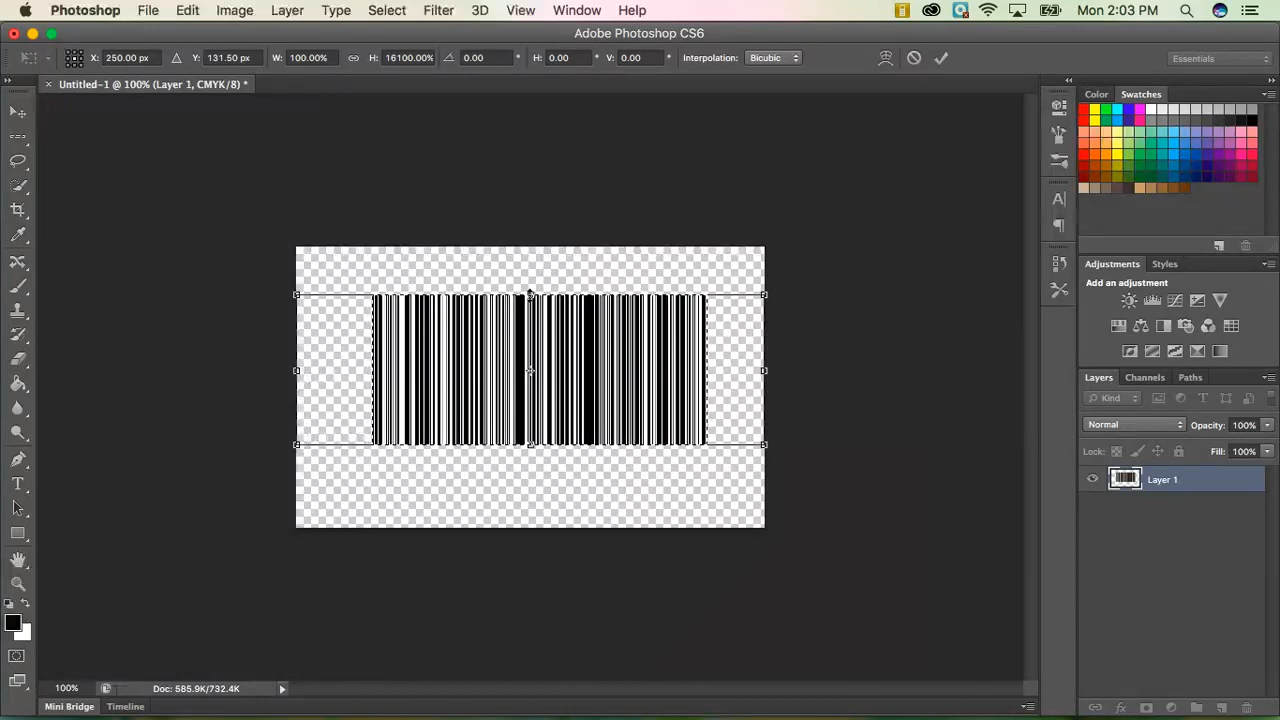 Photoshop File Edit Image Layer Type Select Filter 3D View Window Help Mon 2:03 PM
Adobe Photoshop CS6
X: 250.00 px Y: 131.50 px W: 100.00% H: 16100.00% 0.00 ° H: 0.00 ° V: 0.00 ° Interpolation: Bicubic Essentials
× Untitled-1 @ 100% (Layer 1, CMYK/8) *
Color Swatches
Adjustments Styles
Add an adjustment
Layers Channels Paths
Kind
Normal Opacity: 100%
Lock: Fill: 100%
Layer 1
100% Doc: 585.9K/732.4K
Mini Bridge Timeline